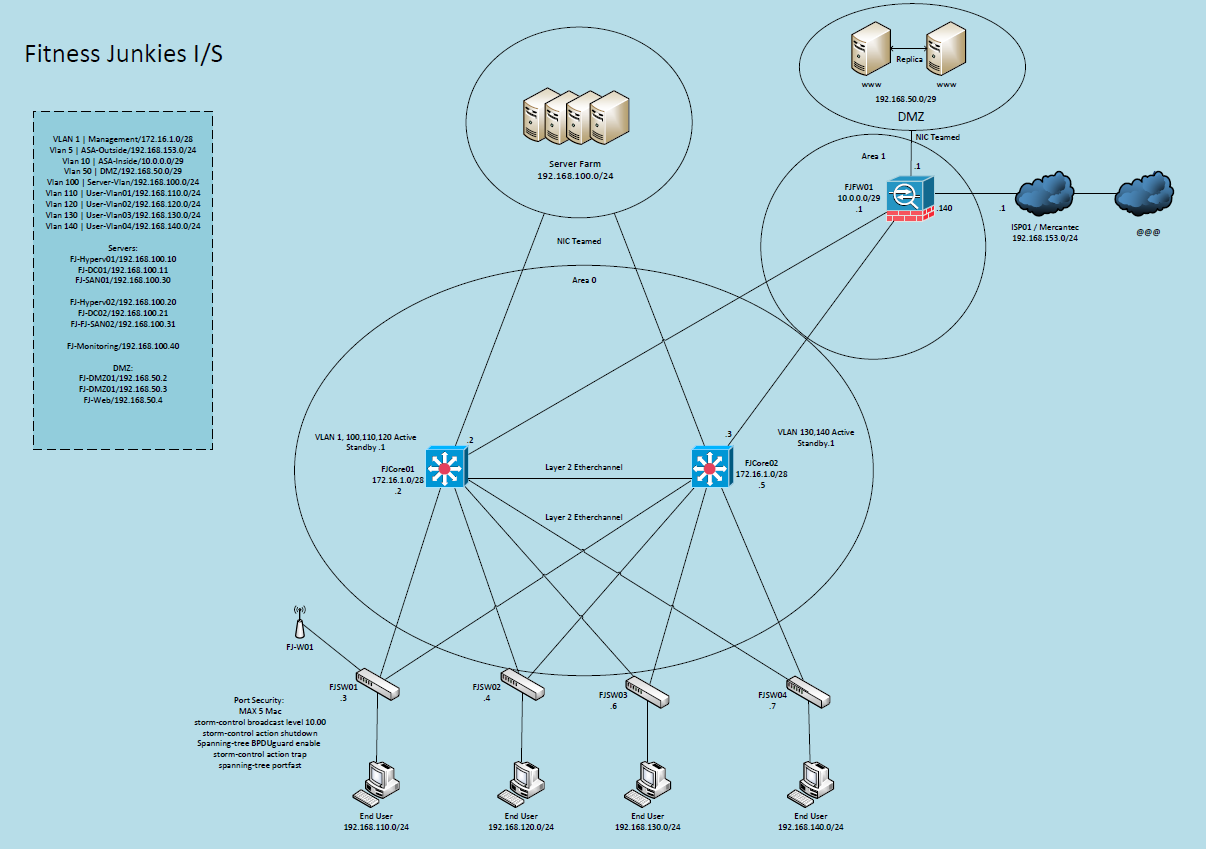 Fitness Junkies I/S
VLAN 1 | Management/172.16.1.0/28
Vlan 5 | ASA-Outside/192.168.153.0/24
Vlan 10 | ASA-Inside/10.0.0.0/29
Vlan 50 | DMZ/192.168.50.0/29
Vlan 100 | Server-Vlan/192.168.100.0/24
Vlan 110 | User-Vlan01/192.168.110.0/24
Vlan 120 | User-Vlan02/192.168.120.0/24
Vlan 130 | User-Vlan03/192.168.130.0/24
Vlan 140 | User-Vlan04/192.168.140.0/24
Servers:
FJ-Hyperv01/192.168.100.10
FJ-DC01/192.168.100.11
FJ-SAN01/192.168.100.30
FJ-Hyperv02/192.168.100.20
FJ-DC02/192.168.100.21
FJ-FJ-SAN02/192.168.100.31
FJ-Monitoring/192.168.100.40
DMZ:
FJ-DMZ01/192.168.50.2
FJ-DMZ01/192.168.50.3
FJ-Web/192.168.50.4
Server Farm
192.168.100.0/24
NIC Teamed
Area 0
Replica
www
www
192.168.50.0/29
DMZ
NIC Teamed
Area 1
.1
FJFW01
10.0.0.0/29
.1
.140
.1
ISP01 / Mercantec
192.168.153.0/24
@@@
VLAN 1, 100,110,120 Active
Standby .1
.2
FJCore01
172.16.1.0/28
.2
Layer 2 Etherchannel
Layer 2 Etherchannel
.3
VLAN 130,140 Active
Standby.1
FJCore02
172.16.1.0/28
.5
FJ-W01
FJSW01
.3
FJSW02
.4
FJSW03
.6
FJSW04
.7
Port Security:
MAX 5 Mac
storm-control broadcast level 10.00
storm-control action shutdown
Spanning-tree BPDUguard enable
storm-control action trap
spanning-tree portfast
End User
192.168.110.0/24
End User
192.168.120.0/24
End User
192.168.130.0/24
End User
192.168.140.0/24